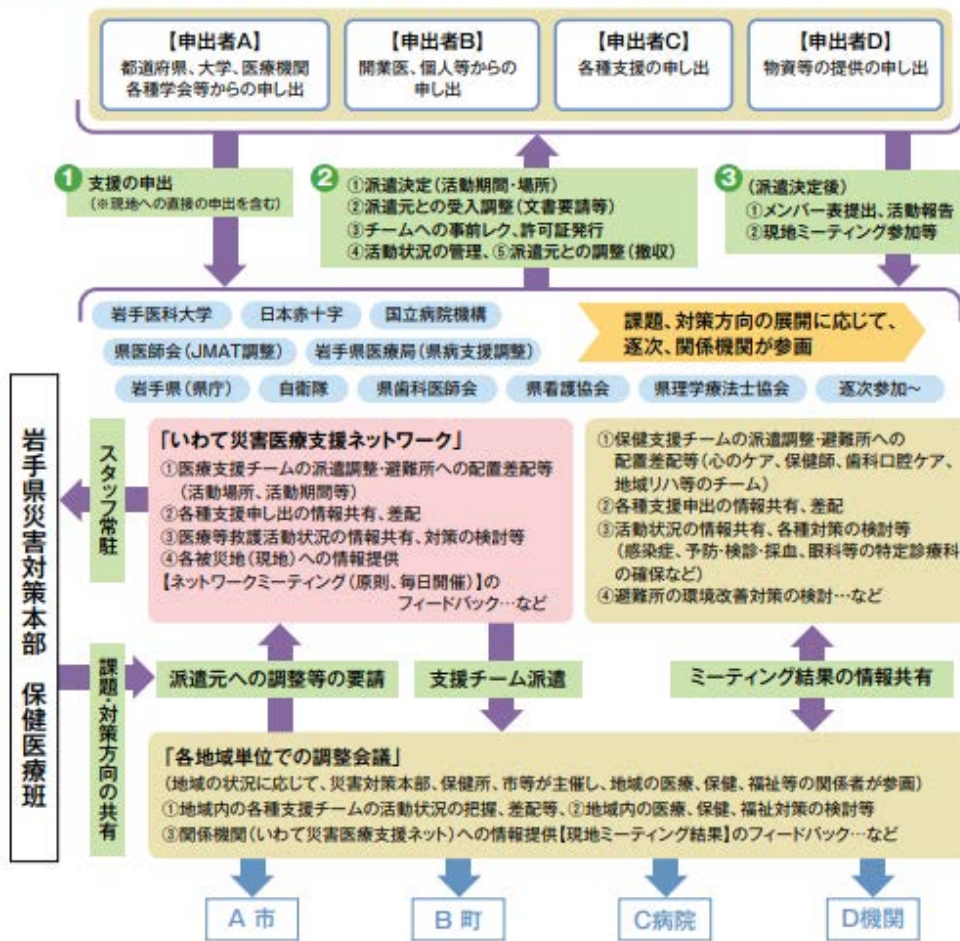 【申出者A】
都道府県、大学、医療機関
各種学会等からの申し出
【申出者B】
開業医、個人等からの
申し出
【申出者C】
各種支援の申し出
【申出者D】
物資等の提供の申し出
1 支援の申出
(※現地への直接の申出を含む)
2 ①派遣決定(活動期間・場所)
②派遣元との受入調整(文書要請等)
③チームへの事前レク、許可証発行
④活動状況の管理、⑤派遣元との調整(撤収)
3 (派遣決定後)
①メンバー表提出、活動報告
②現地ミーティング参加等
岩手医科大学 日本赤十字 国立病院機構
県医師会(JMAT調整) 岩手県医療局(県病支援調整)
岩手県(県庁) 自衛隊 県歯科医師会 県看護協会 県理学療法士協会 逐次参加～
課題、対策方向の展開に応じて、
逐次、関係機関が参画
岩手県災害対策本部 保健医療班
スタッフ常駐
課題・対策方向の共有
「いわて災害医療支援ネットワーク」
①医療支援チームの派遣調整・避難所への配置差配等
(活動場所、活動期間等)
②各種支援申し出の情報共有、差配
③医療等救護活動状況の情報共有、対策の検討等
④各被災地(現地)への情報提供
【ネットワークミーティング(原則、毎日開催)】の
フィードバック…など
①保健支援チームの派遣調整・避難所への
配置差配等(心のケア、保健師、歯科口腔ケア、
地域リハ等のチーム)
②各種支援申出の情報共有、差配
③活動状況の情報共有、各種対策の検討等
(感染症、予防・検診・採血、眼科等の特定診療科
の確保など)
④避難所の環境改善対策の検討…など
派遣元への調整等の要請
支援チーム派遣
ミーティング結果の情報共有
「各地域単位での調整会議」
(地域の状況に応じて、災害対策本部、保健所、市等が主催し、地域の医療、保健、福祉等の関係者が参画)
①地域内の各種支援チームの活動状況の把握、差配等、②地域内の医療、保健、福祉対策の検討等
③関係機関(いわて災害医療支援ネット)への情報提供【現地ミーティング結果】のフィードバック…など
A 市
B 町
C病院
D機関